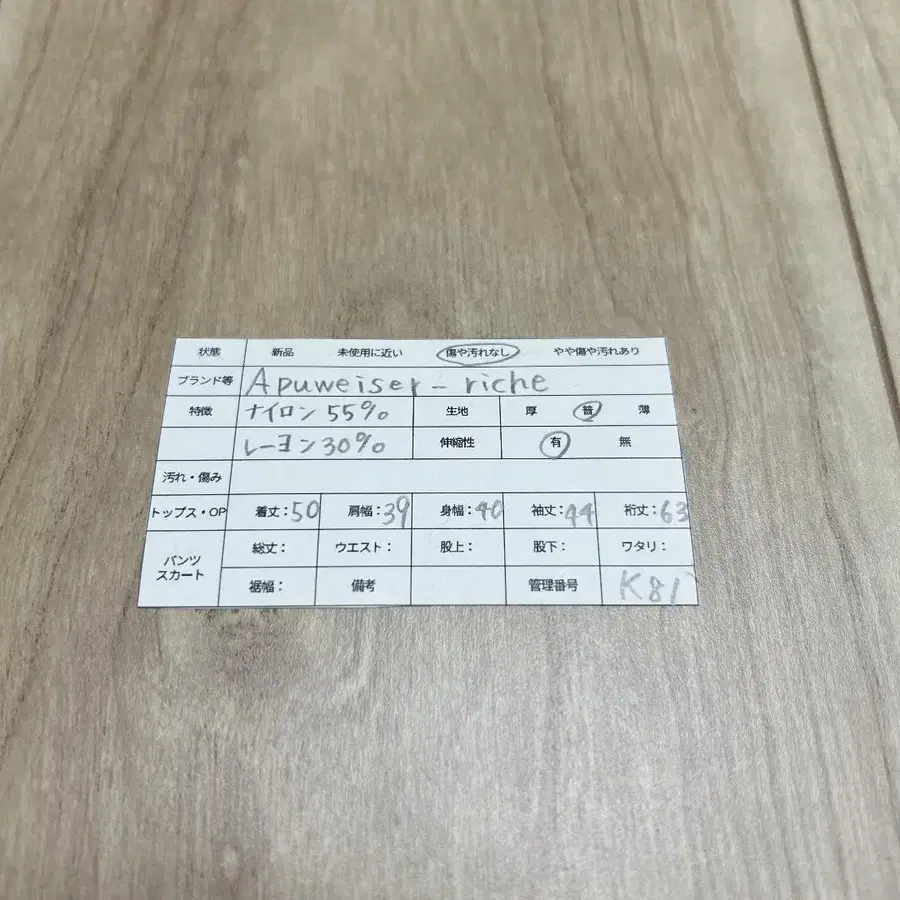 状態 新品 未使用に近い 傷や汚れなし やや傷や汚れあり
ブランド等 Apuweiser-riche
特徴 ナイロン55% 生地 厚 普 薄
レーヨン30% 伸縮性 有 無
汚れ・傷み
トップス・OP 着丈:50 肩幅:39 身幅:40 袖丈:44 裄丈:63
パンツ スカート 総丈: ウエスト: 股上: 股下: ワタリ:
裾幅: 備考 管理番号 K81